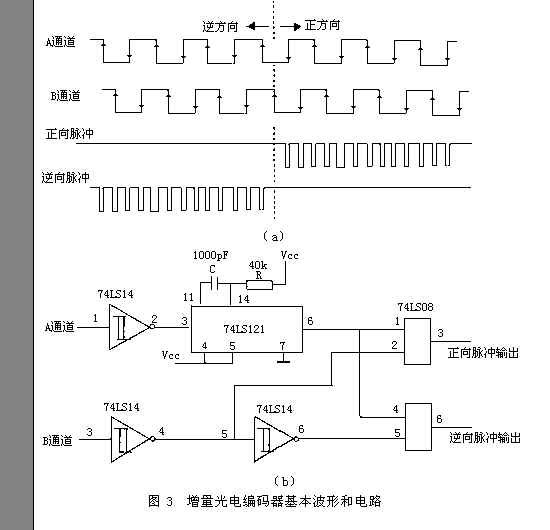 逆方向 正方向
A通道
B通道
正向脉冲
逆向脉冲
(a)
1000pF
C
40k
R
Vcc
74LS14
11
14
74LS08
A通道
1
2
3
74LS121
6
1
3
2
4
5
7
Vcc
正向脉冲输出
74LS14
74LS14
B通道
3
4
5
6
4
5
6
逆向脉冲输出
(b)
图 3 增量光电编码器基本波形和电路